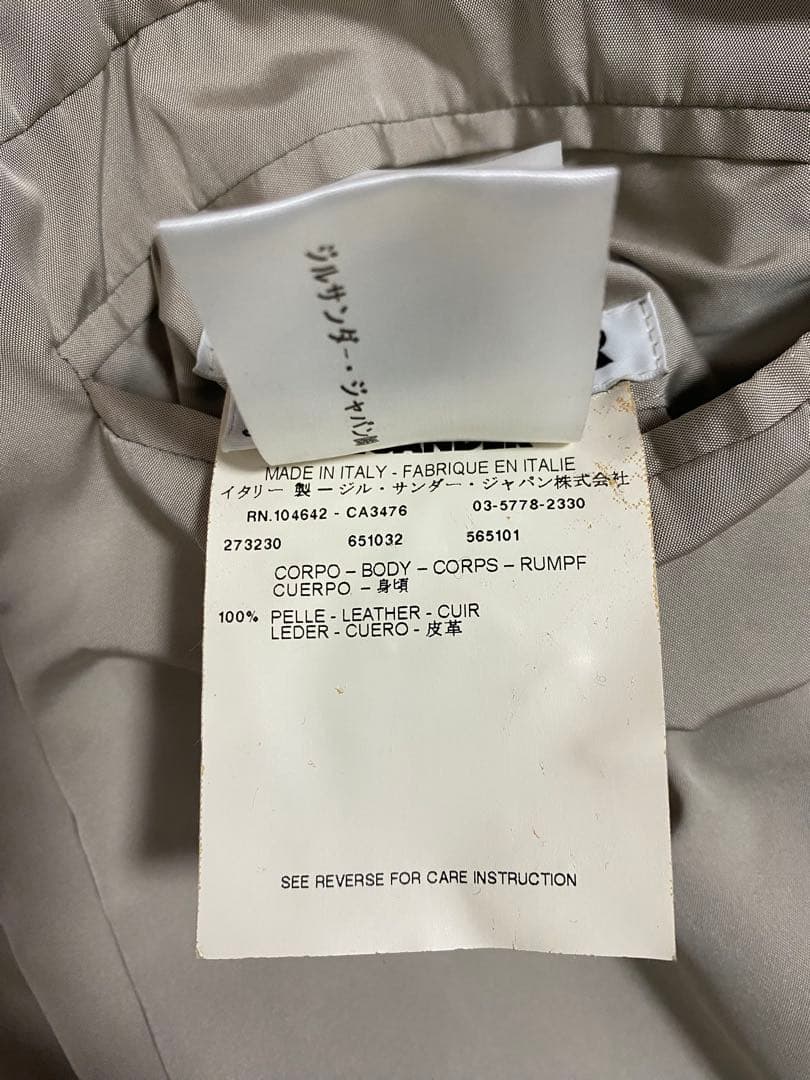 ジルサンダー・ジャパン
SANDER
MADE IN ITALY - FABRIQUE EN ITALIE
イタリー 製 ー ジル・サンダー・ジャパン株式会社
RN.104642 - CA3476 03-5778-2330
273230 651032 565101
CORPO – BODY – CORPS – RUMPF
CUERPO – 身頃
100% PELLE - LEATHER - CUIR
LEDER - CUERO - 皮革
SEE REVERSE FOR CARE INSTRUCTION